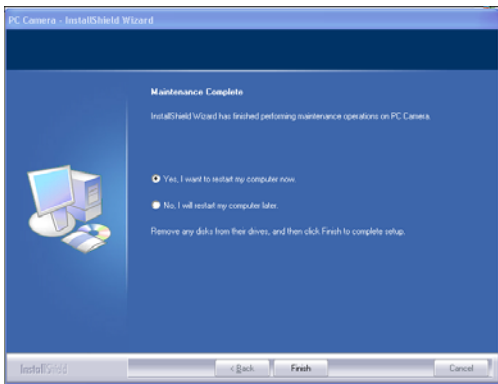 PC Camera - InstallShield Wizard
Maintenance Complete
InstallShield Wizard has finished performing maintenance operations on PC Camera.
Yes, I want to restart my computer now.
No, I will restart my computer later.
Remove any disks from their drives, and then click Finish to complete setup.
InstallShield
< Back
Finish
Cancel